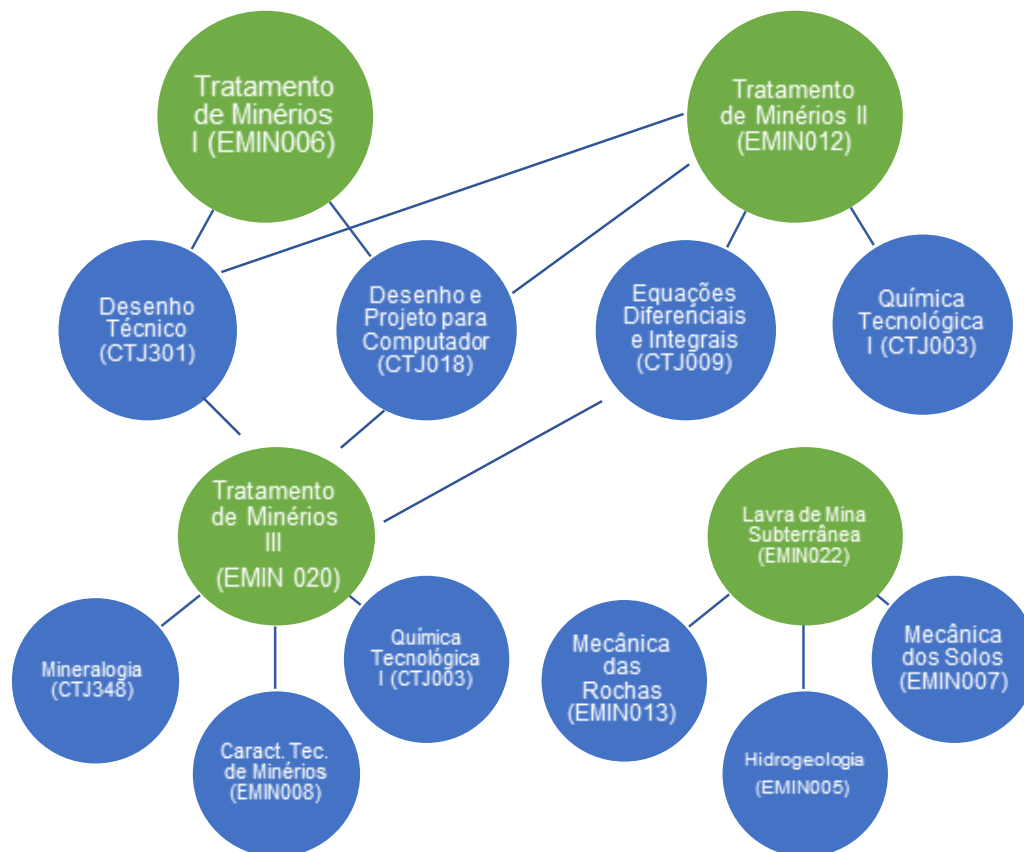 Tratamento
de Minérios
I (EMIN006)
Tratamento
de Minérios II
(EMIN012)
Desenho
Técnico
(CTJ301)
Desenho e
Projeto para
Computador
(CTJ018)
Equações
Diferenciais
e Integrais
(CTJ009)
Química
Tecnológica
I (CTJ003)
Tratamento
de Minérios
III
(EMIN 020)
Lavra de Mina
Subterrânea
(EMIN022)
Mineralogia
(CTJ348)
Caract. Tec.
de Minérios
(EMIN008)
Química
Tecnológica
I (CTJ003)
Mecânica
das
Rochas
(EMIN013)
Hidrogeologia
(EMIN005)
Mecânica
dos Solos
(EMIN007)